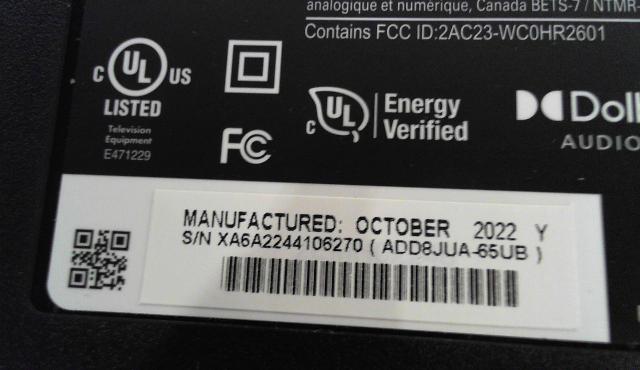 analogique et numérique, Canada BETS-7 / NTMR-
Contains FCC ID:2AC23-WC0HR2601
C UL US
LISTED
Television
Equipment
E471229
FC
C UL Energy
Verified
Doll
AUDIO
MANUFACTURED: OCTOBER 2022 Y
S/N XA6A2244106270 ( ADD8JUA-65UB )